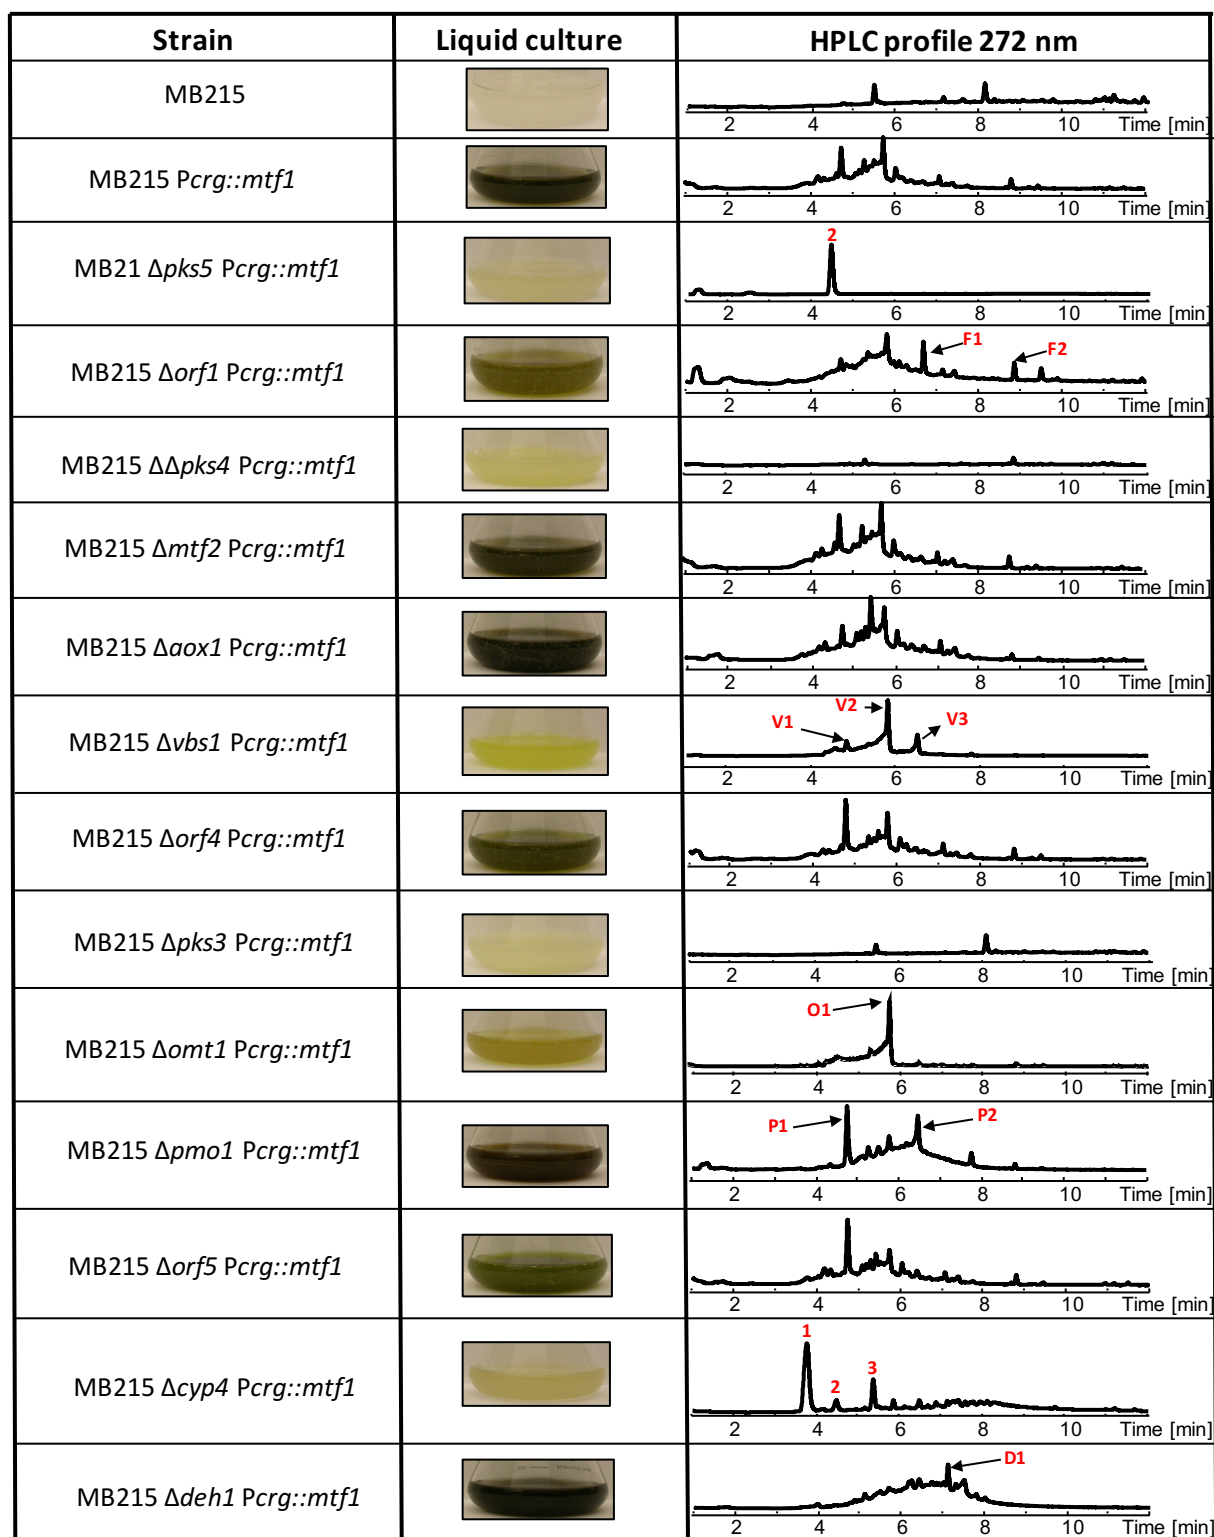 Strain Liquid culture HPLC profile 272 nm
MB215
2 4 6 8 10 Time [min]
MB215 Pcrg::mtf1
2 4 6 8 10 Time [min]
MB21 Δpks5 Pcrg::mtf1
2
2 4 6 8 10 Time [min]
MB215 Δorf1 Pcrg::mtf1
F1
F2
2 4 6 8 10 Time [min]
MB215 ΔΔpks4 Pcrg::mtf1
2 4 6 8 10 Time [min]
MB215 Δmtf2 Pcrg::mtf1
2 4 6 8 10 Time [min]
MB215 Δaox1 Pcrg::mtf1
2 4 6 8 10 Time [min]
MB215 Δvbs1 Pcrg::mtf1
V1 V2 V3
2 4 6 8 10 Time [min]
MB215 Δorf4 Pcrg::mtf1
2 4 6 8 10 Time [min]
MB215 Δpks3 Pcrg::mtf1
2 4 6 8 10 Time [min]
MB215 Δomt1 Pcrg::mtf1
O1
2 4 6 8 10 Time [min]
MB215 Δpmo1 Pcrg::mtf1
P1 P2
2 4 6 8 10 Time [min]
MB215 Δorf5 Pcrg::mtf1
2 4 6 8 10 Time [min]
MB215 Δcyp4 Pcrg::mtf1
1
2 3
2 4 6 8 10 Time [min]
MB215 Δdeh1 Pcrg::mtf1
D1
2 4 6 8 10 Time [min]